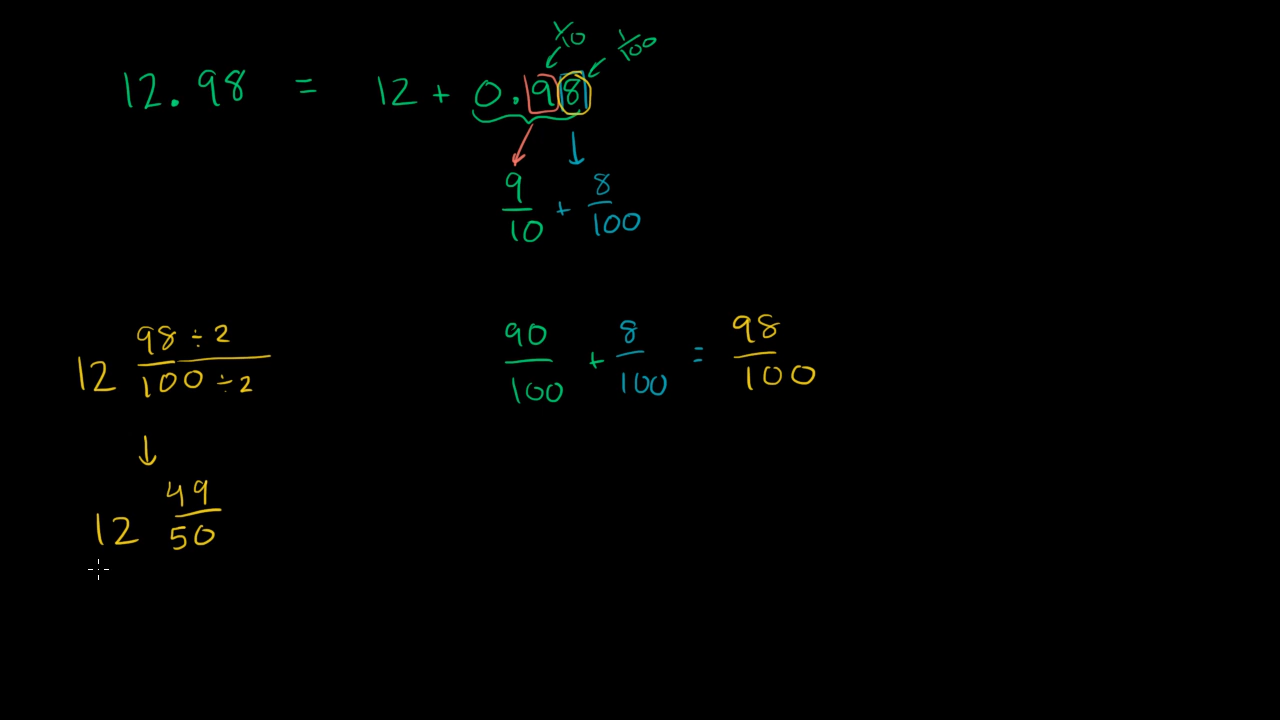 1/10 1/100
12.98 = 12 + 0.98
9/10 + 8/100
12 98 ÷ 2 / 100 ÷ 2
90/100 + 8/100 = 98/100
↓
12 49/50